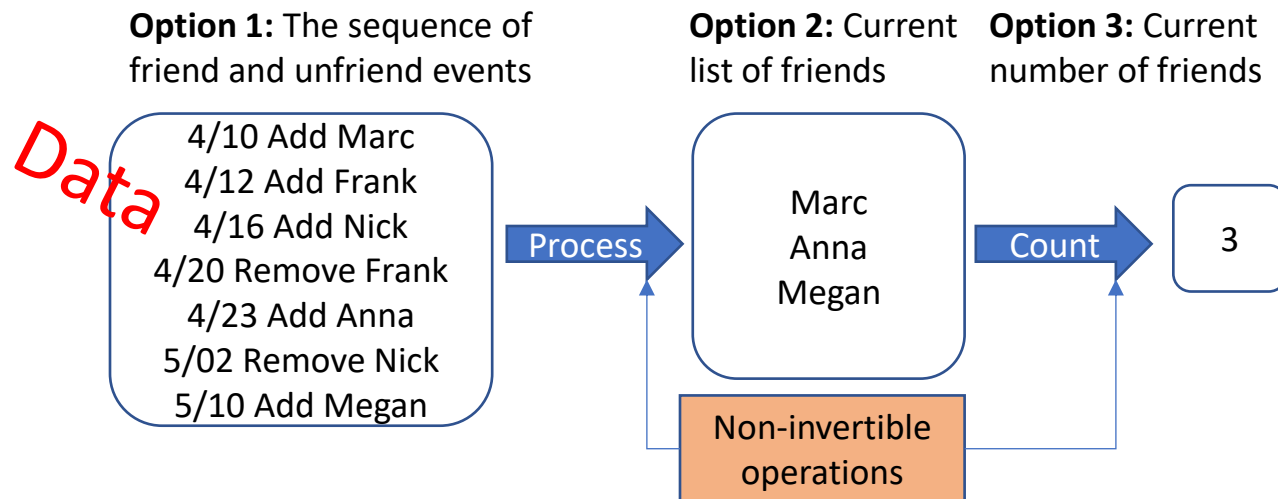 Option 1: The sequence of
friend and unfriend events
Option 2: Current
list of friends
Option 3: Current
number of friends
Data
4/10 Add Marc
4/12 Add Frank
4/16 Add Nick
4/20 Remove Frank
4/23 Add Anna
5/02 Remove Nick
5/10 Add Megan
Process
Marc
Anna
Megan
Count
3
Non-invertible
operations